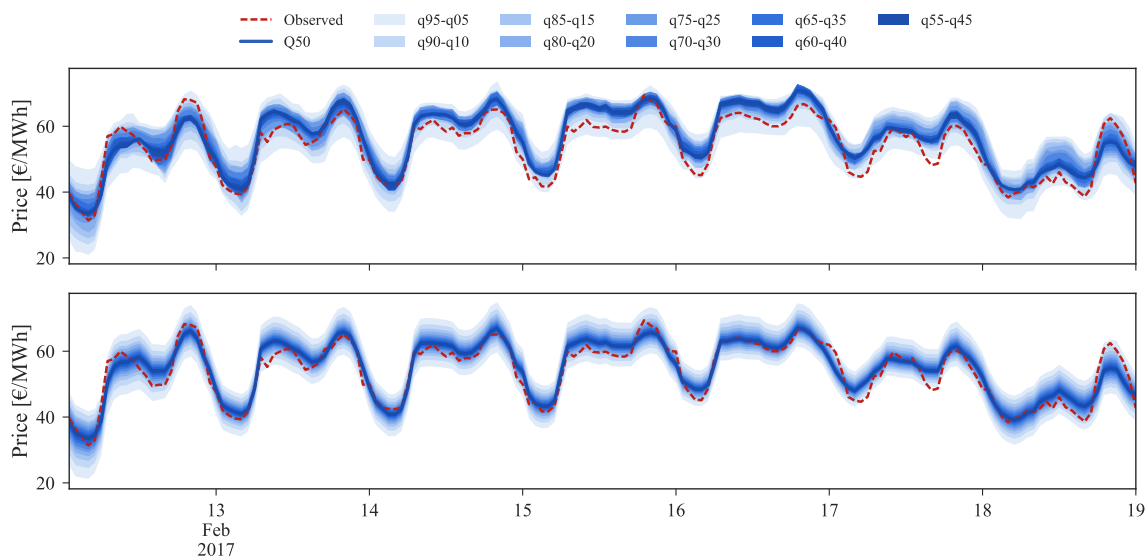 Observed q95-q05 q85-q15 q75-q25 q65-q35 q55-q45
Q50 q90-q10 q80-q20 q70-q30 q60-q40
Price [€/MWh]
60
40
20
Price [€/MWh]
60
40
20
13 14 15 16 17 18 19
Feb
2017